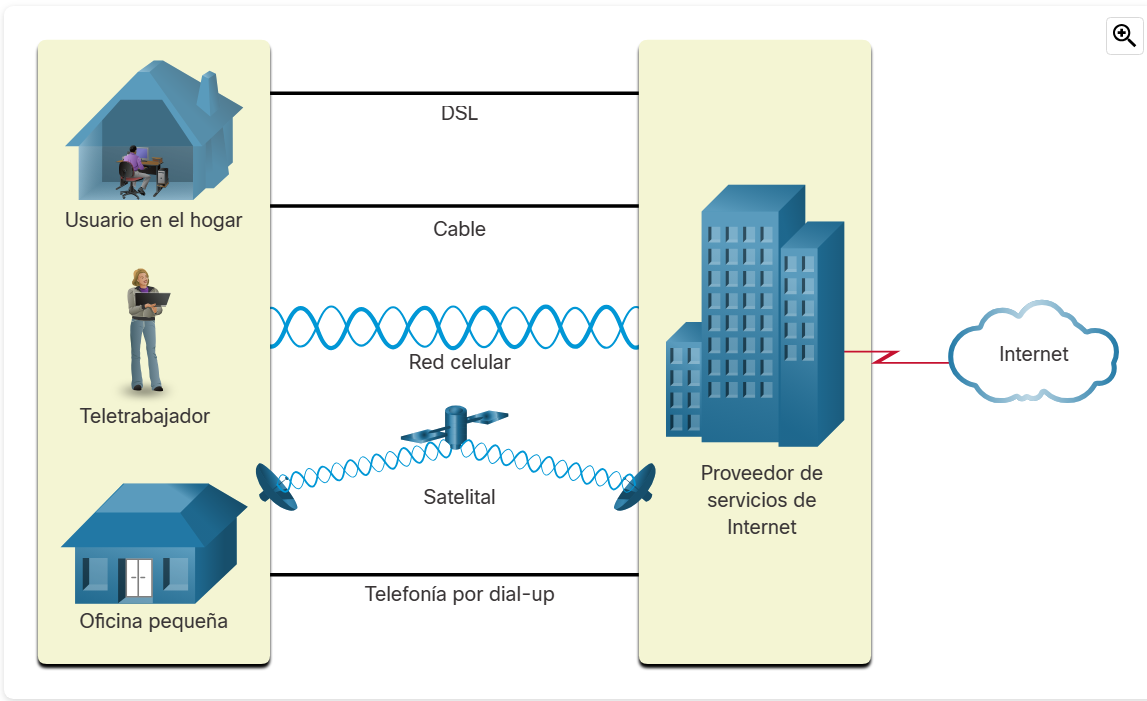 Usuario en el hogar
Teletrabajador
Oficina pequeña
DSL
Cable
Red celular
Satelital
Telefonía por dial-up
Proveedor de
servicios de
Internet
Internet